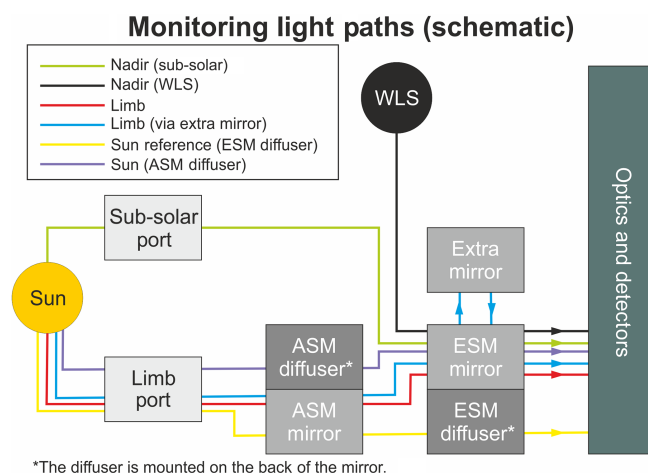 Monitoring light paths (schematic)
Nadir (sub-solar)
Nadir (WLS)
Limb
Limb (via extra mirror)
Sun reference (ESM diffuser)
Sun (ASM diffuser)
WLS
Optics and detectors
Sub-solar
port
Extra
mirror
Sun
ASM
diffuser*
ESM
mirror
Limb
port
ASM
mirror
ESM
diffuser*
*The diffuser is mounted on the back of the mirror.